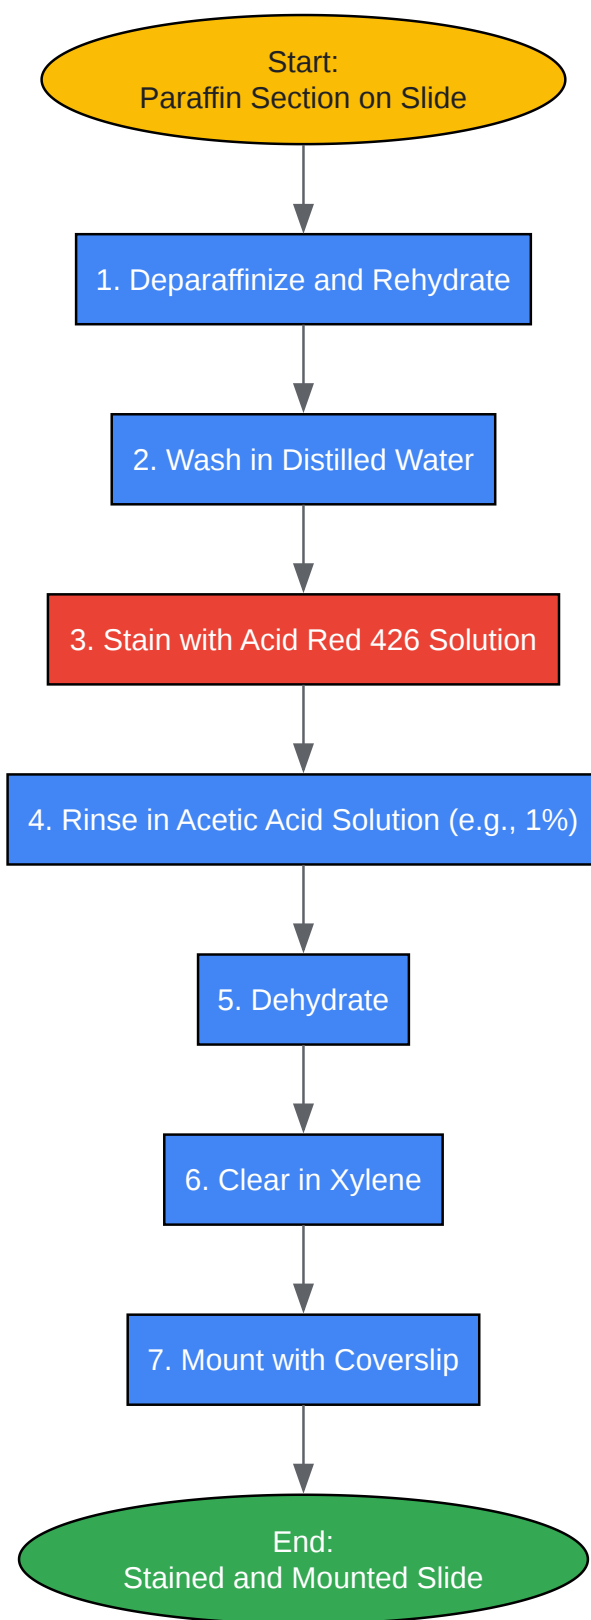 Start:
Paraffin Section on Slide
1. Deparaffinize and Rehydrate
2. Wash in Distilled Water
3. Stain with Acid Red 426 Solution
4. Rinse in Acetic Acid Solution (e.g., 1%)
5. Dehydrate
6. Clear in Xylene
7. Mount with Coverslip
End:
Stained and Mounted Slide